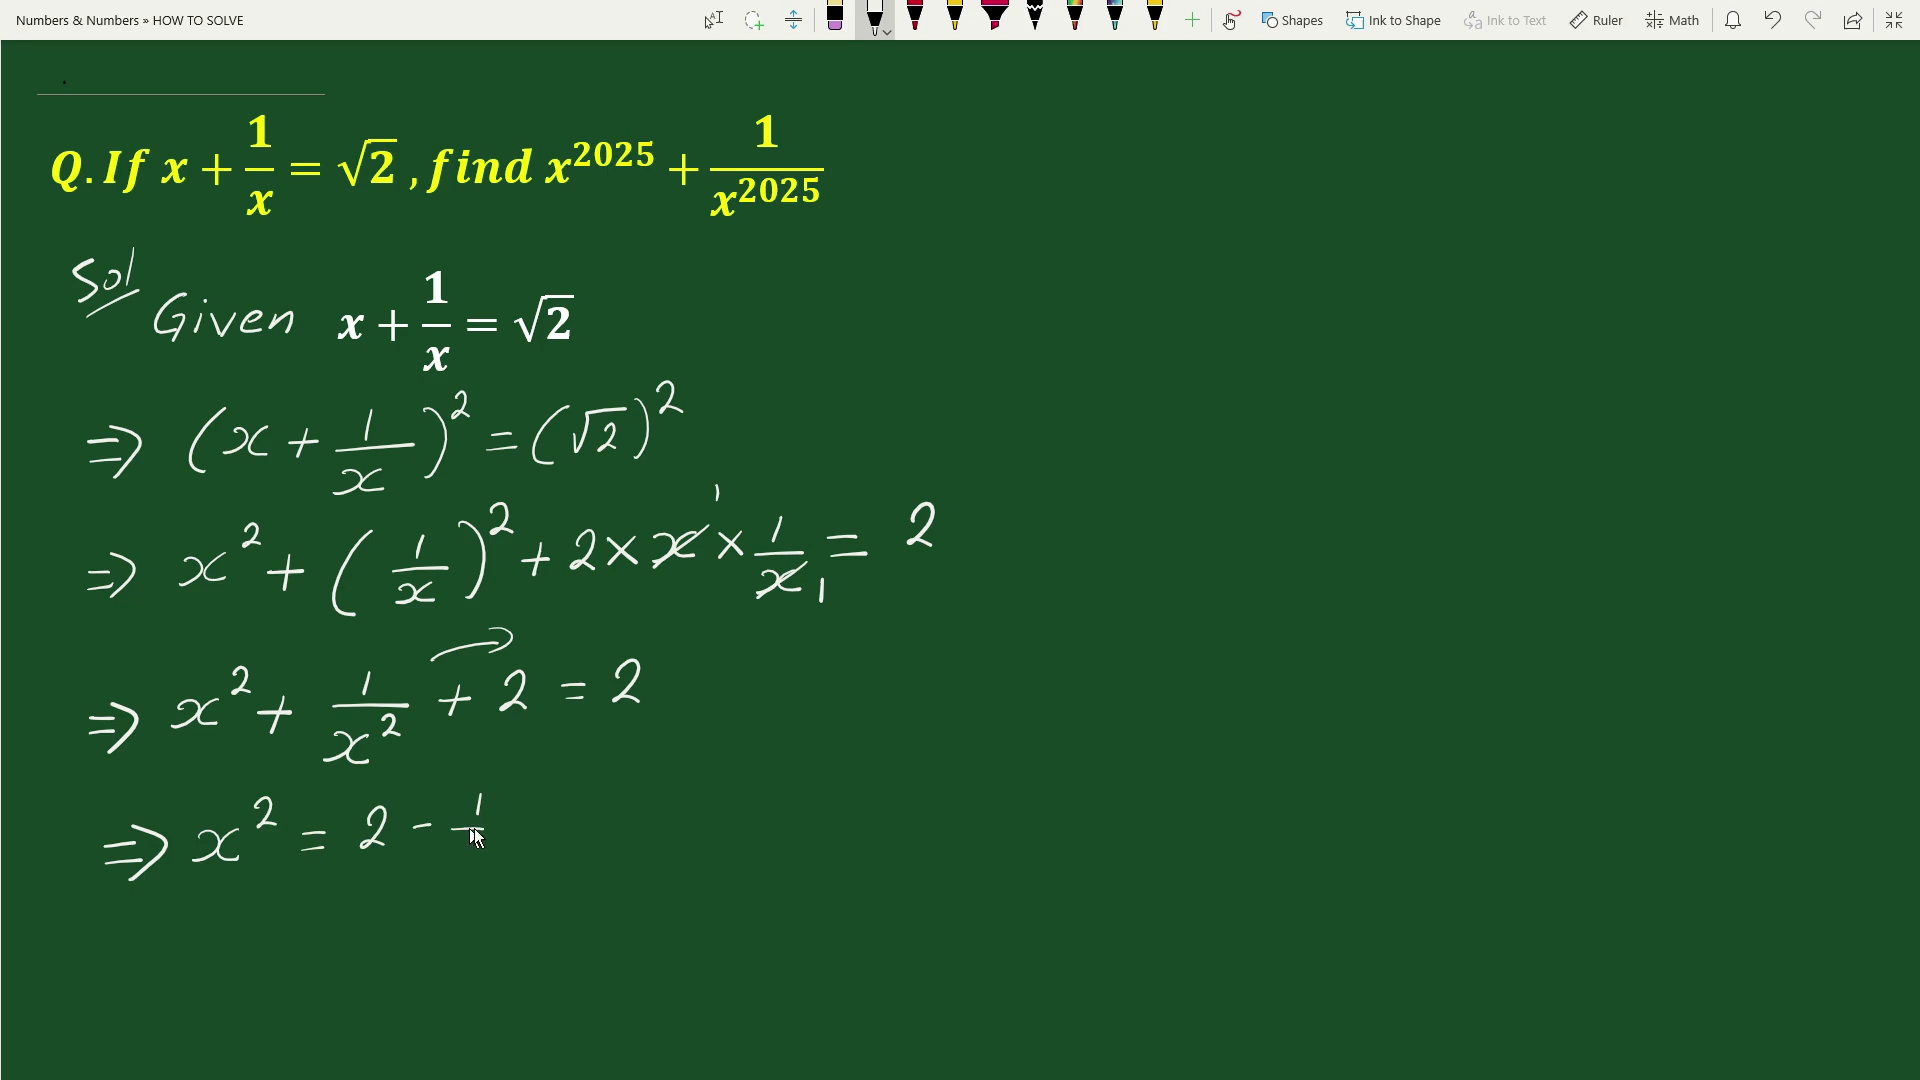 Numbers & Numbers » HOW TO SOLVE
Shapes Ink to Shape Ink to Text Ruler Math
Q. If x + 1/x = √2 , find x^2025 + 1/x^2025
Sol
Given x + 1/x = √2
⇒ (x + 1/x)^2 = (√2)^2
⇒ x^2 + (1/x)^2 + 2 × x 1 × 1/x 1 = 2
⇒ x^2 + 1/x^2 + 2 = 2
⇒ x^2 = 2 - 1